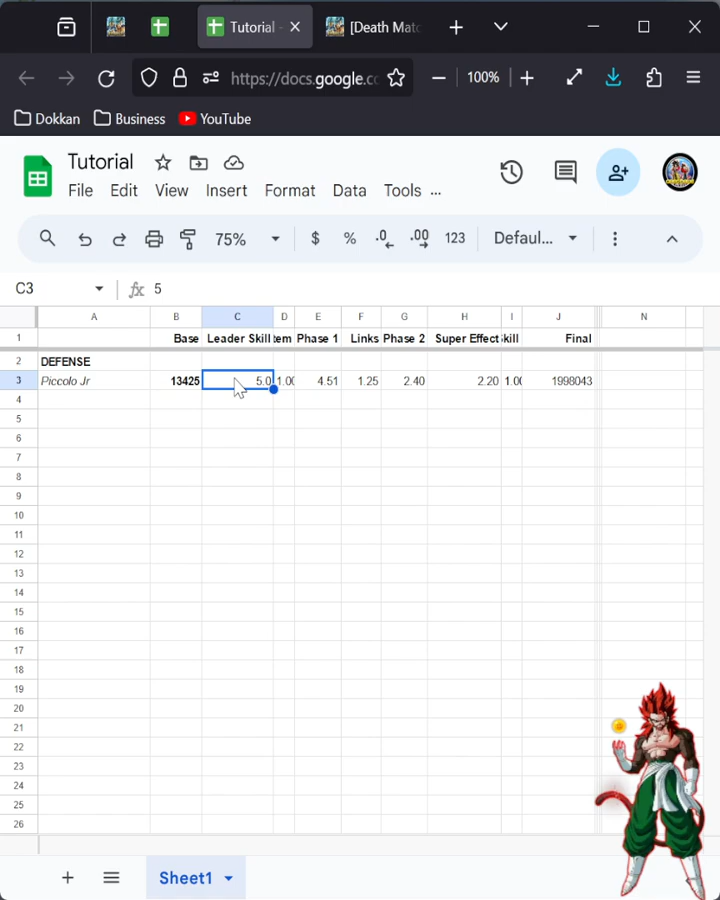 Tutorial -
[Death Matc
https://docs.google.co
100%
Dokkan
Business
YouTube
Tutorial
File Edit View Insert Format Data Tools ...
75%
$ % .0 .00 123 Defaul...
C3
fx 5
A B C D E F G H I J N
1 Base Leader Skill tem Phase 1 Links Phase 2 Super Effect skill Final
2 DEFENSE
3 Piccolo Jr 13425 5.0 1.00 4.51 1.25 2.40 2.20 1.00 1998043
4
5
6
7
8
9
10
11
12
13
14
15
16
17
18
19
20
21
22
23
24
25
26
Sheet1